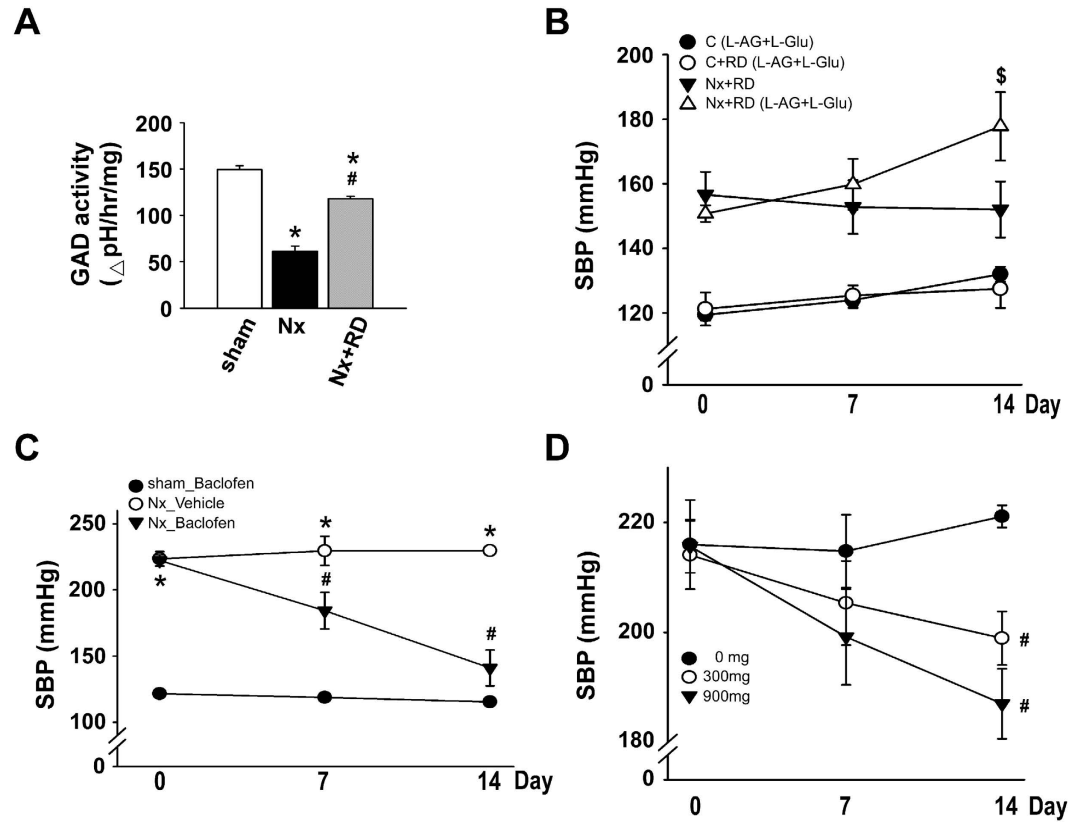 A
GAD activity
(△pH/hr/mg)
200
150
100
50
0
*
*
#
sham
Nx
Nx+RD
B
C (L-AG+L-Glu)
C+RD (L-AG+L-Glu)
Nx+RD
Nx+RD (L-AG+L-Glu)
SBP (mmHg)
200
180
160
140
120
0
$
0 7 14 Day
C
sham_Baclofen
Nx_Vehicle
Nx_Baclofen
SBP (mmHg)
250
200
150
100
0
* * *
# #
0 7 14 Day
D
SBP (mmHg)
220
200
180
0
0 mg
300mg
900mg
#
#
0 7 14 Day